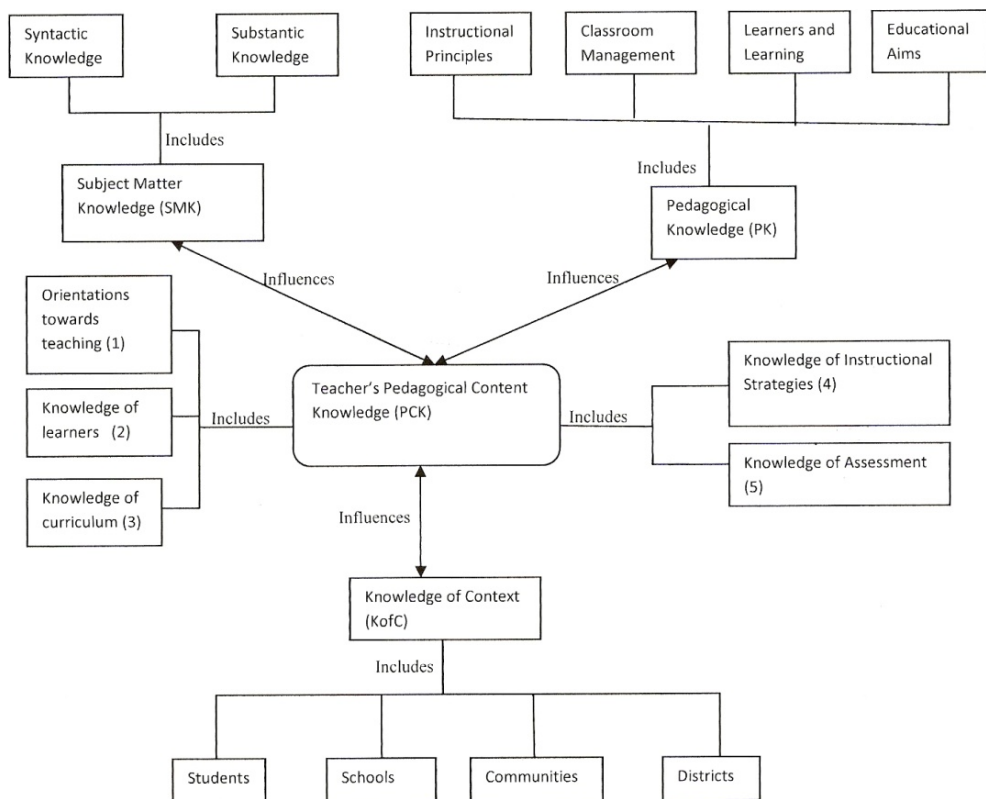 Syntactic
Knowledge
Substantic
Knowledge
Instructional
Principles
Classroom
Management
Learners and
Learning
Educational
Aims
Includes
Includes
Subject Matter
Knowledge (SMK)
Pedagogical
Knowledge (PK)
Influences
Influences
Orientations
towards
teaching (1)
Knowledge of
learners (2)
Knowledge of
curriculum (3)
Includes
Teacher's Pedagogical Content
Knowledge (PCK)
Includes
Knowledge of Instructional
Strategies (4)
Knowledge of Assessment
(5)
Influences
Knowledge of Context
(KofC)
Includes
Students
Schools
Communities
Districts